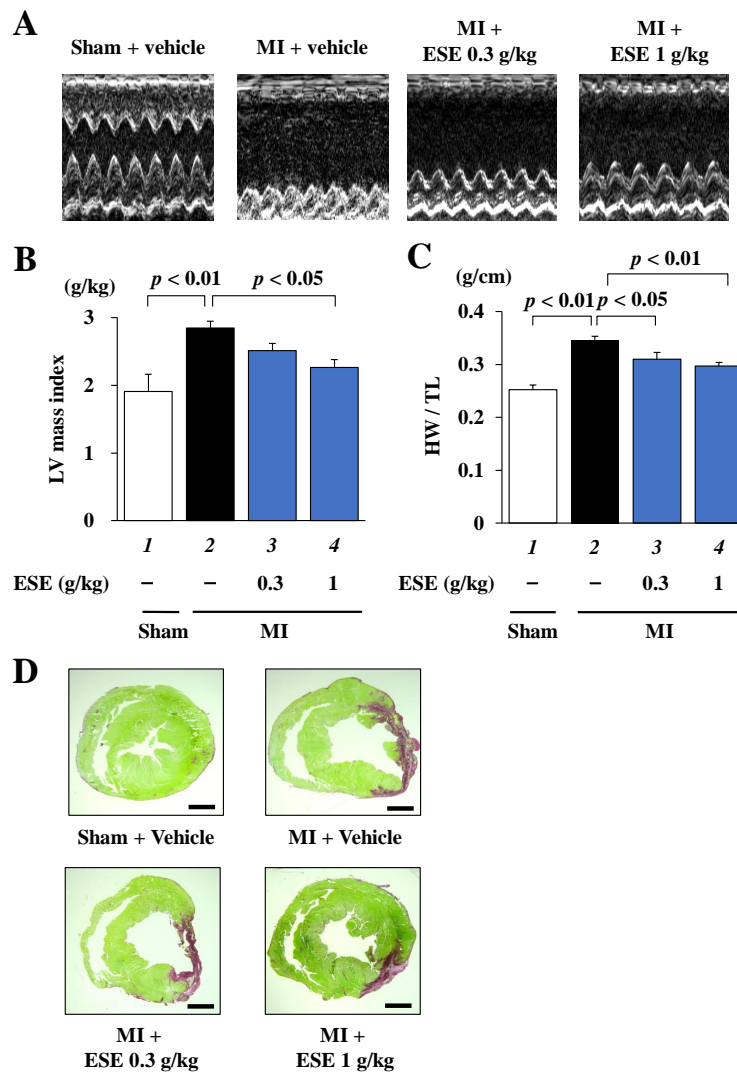 A
Sham + vehicle
MI + vehicle
MI +
ESE 0.3 g/kg
MI +
ESE 1 g/kg
B
(g/kg)
p < 0.01
p < 0.05
LV mass index
3
2
1
0
1
2
3
4
ESE (g/kg)
–
–
0.3
1
Sham
MI
C
(g/cm)
p < 0.01
p < 0.01
p < 0.05
HW / TL
0.4
0.3
0.2
0.1
0
1
2
3
4
ESE (g/kg)
–
–
0.3
1
Sham
MI
D
Sham + Vehicle
MI + Vehicle
MI +
ESE 0.3 g/kg
MI +
ESE 1 g/kg